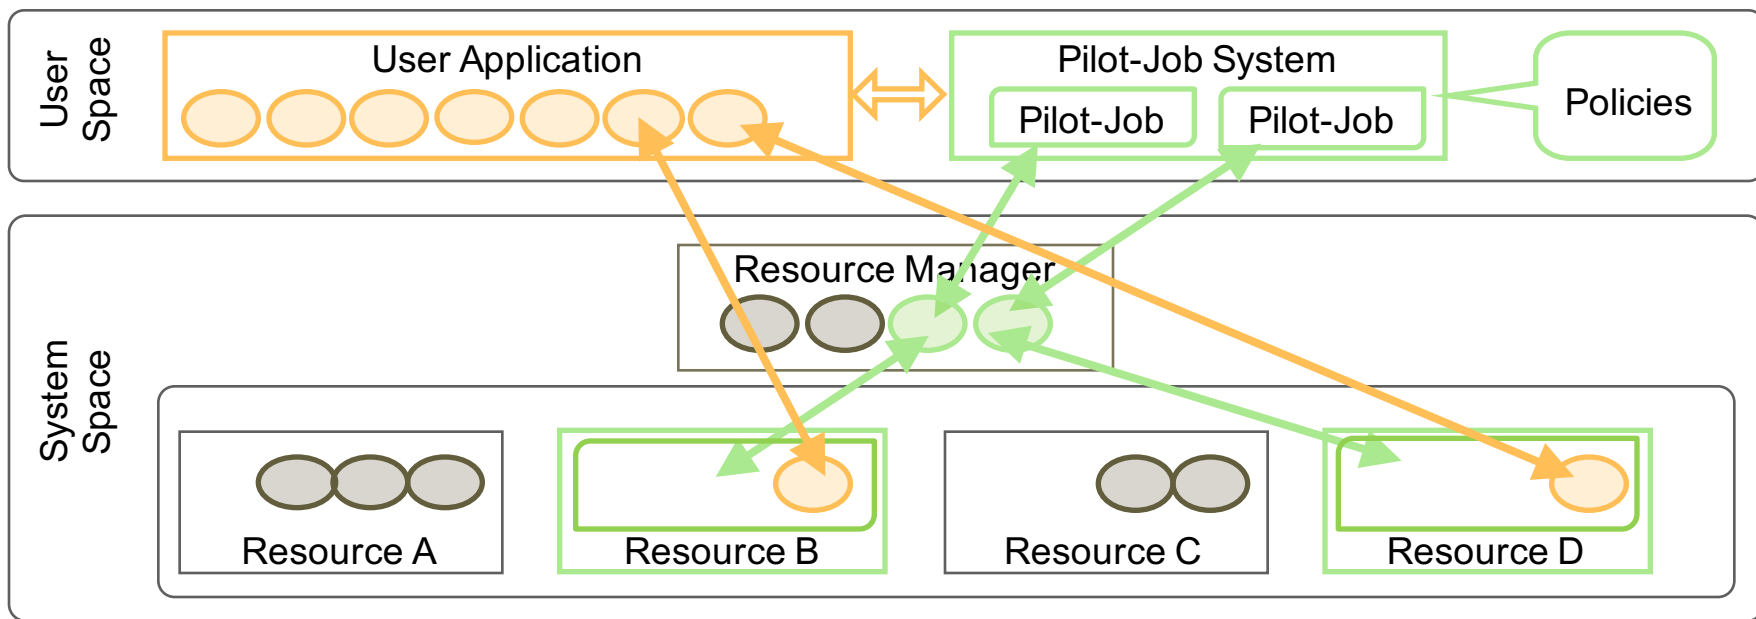 User
Space
User Application
Pilot-Job System
Pilot-Job
Pilot-Job
Policies
System
Space
Resource Manager
Resource A
Resource B
Resource C
Resource D